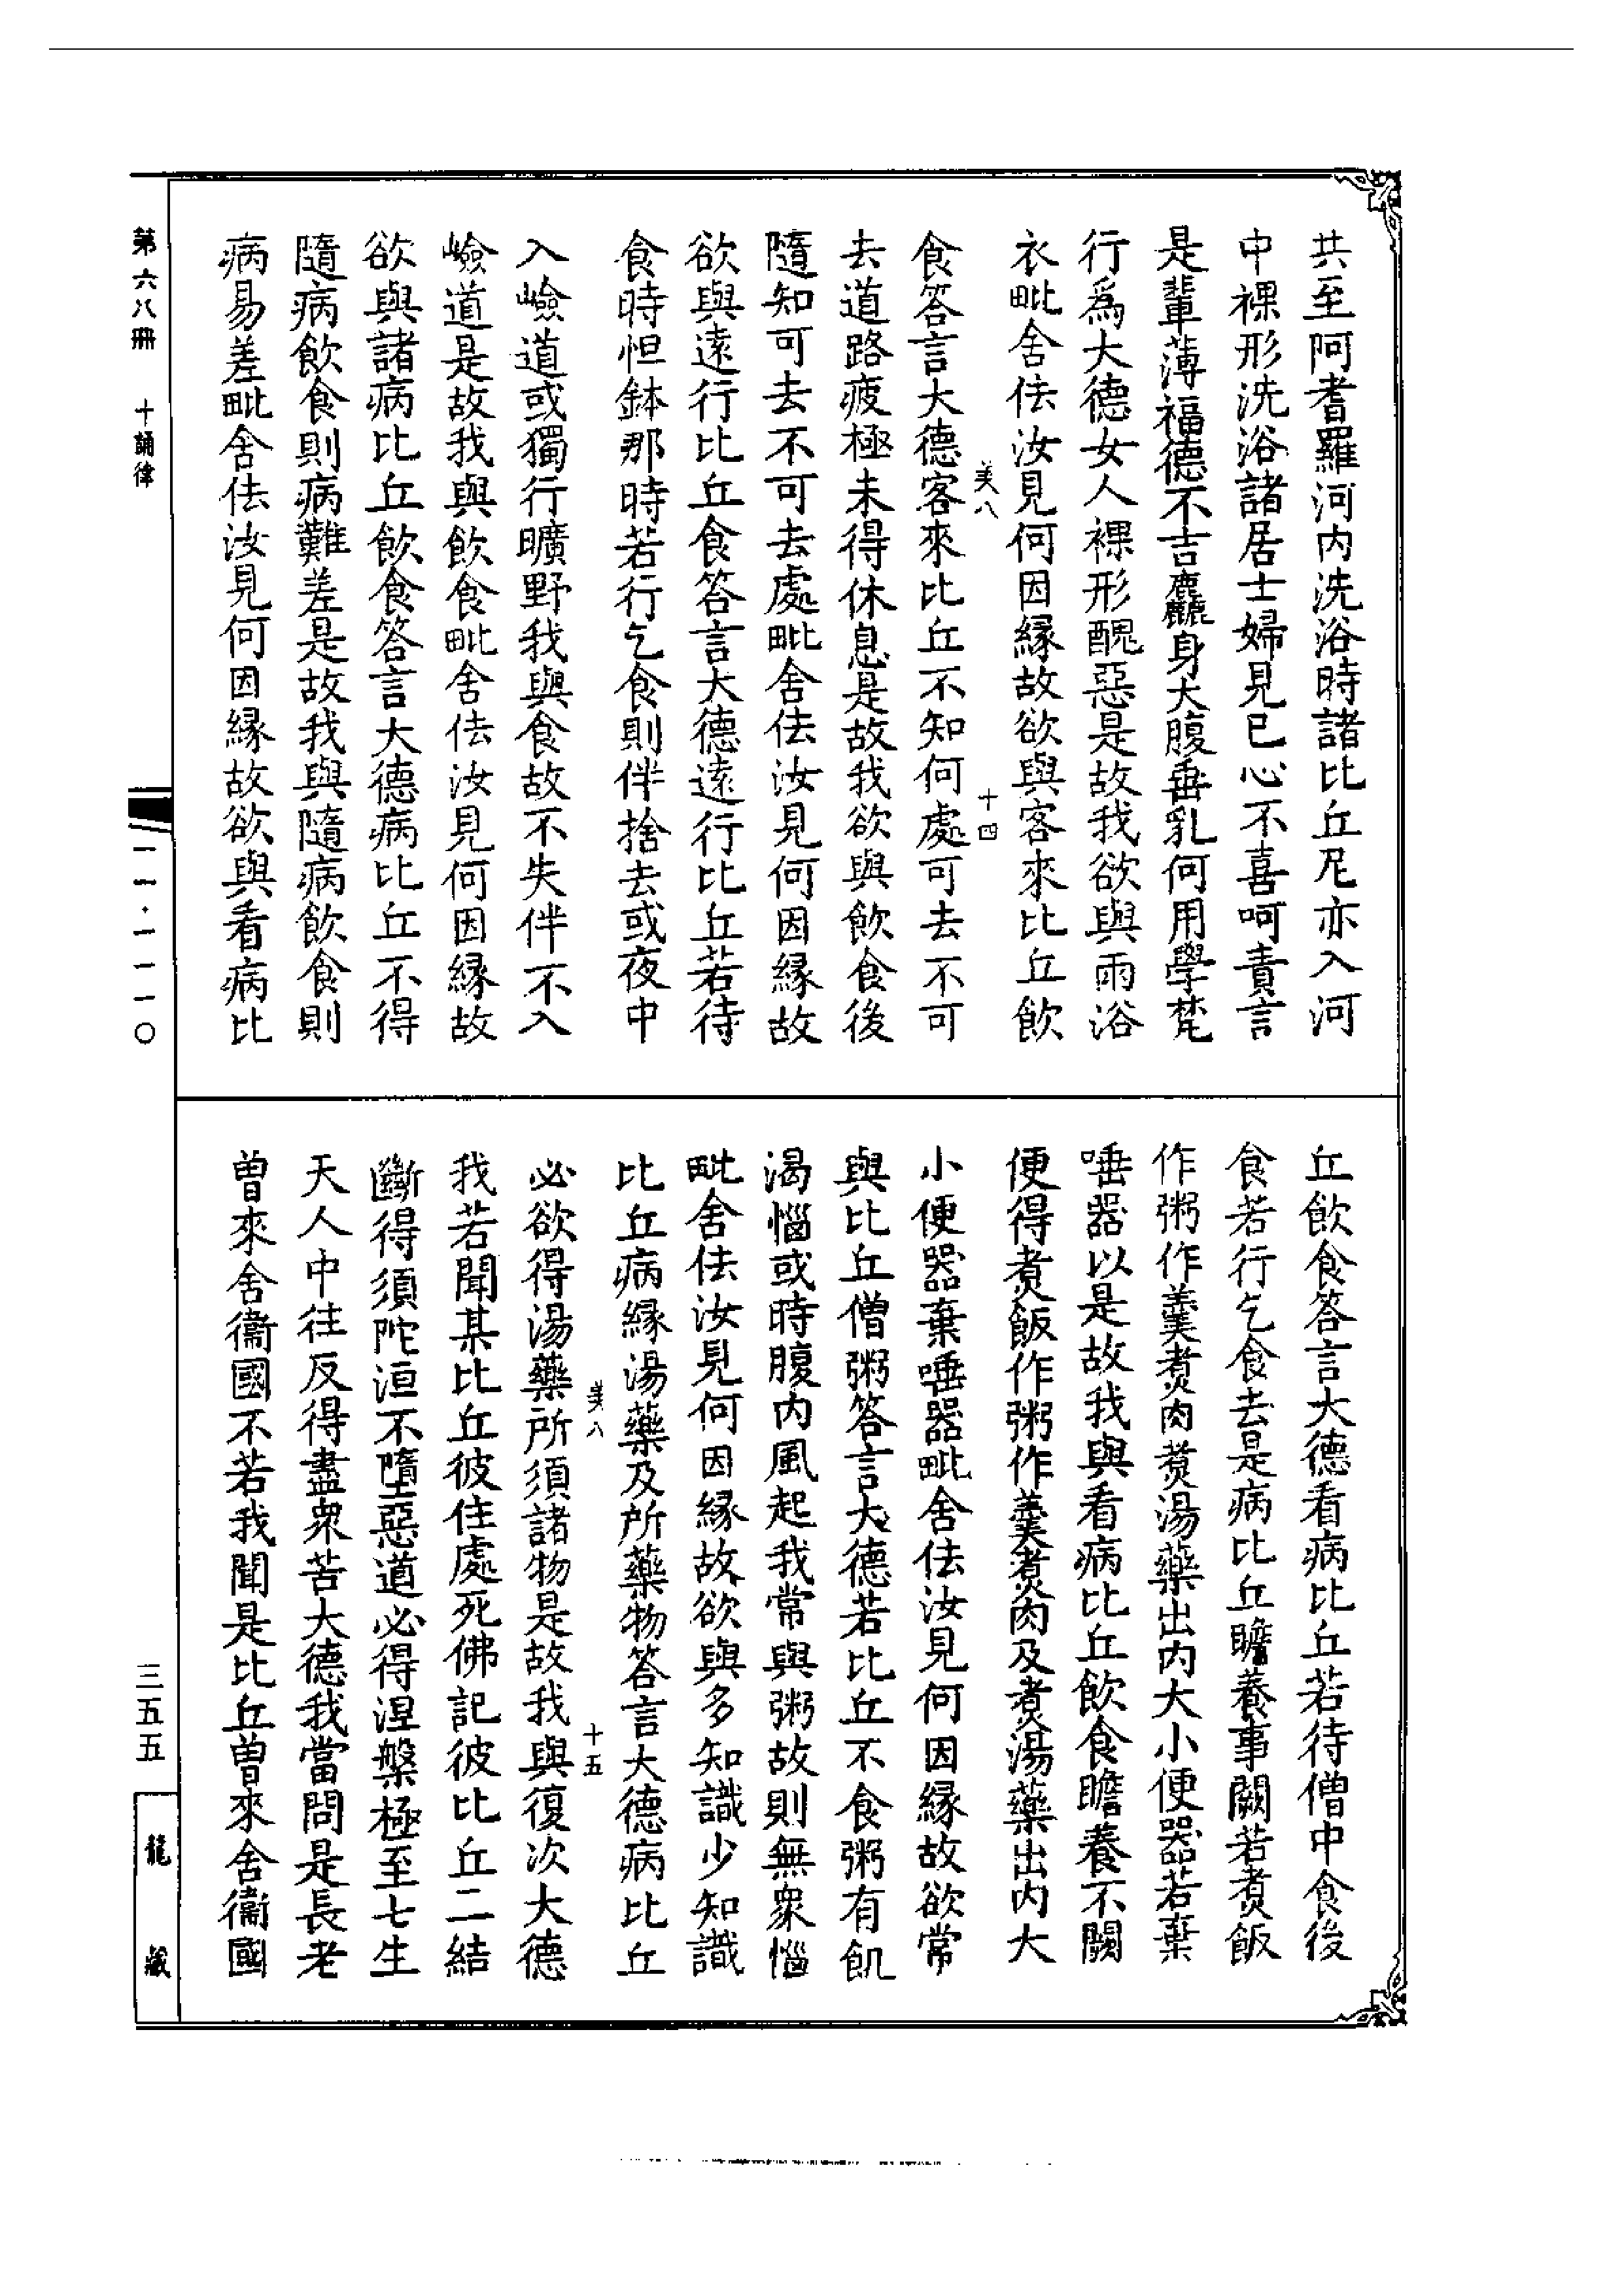 共至阿耆羅河内洗浴時諸比丘尼亦入河
中裸形洗浴諸居士婦見已心不喜呵責言
是輩薄福德不吉麤身大腹垂乳何用學梵
行爲大德女人裸形醜惡是故我欲與雨浴
衣毗舍佉汝見何因緣故欲與客來比丘飲
美八
十四
食答言大德客來比丘不知何處可去不可
去道路疲極未得休息是故我欲與飲食後
隨知可去不可去處毗舍佉汝見何因緣故
欲與遠行比丘食答言大德遠行比丘若待
食時怛鉢那時若行乞食則伴捨去或夜中
入嶮道或獨行曠野我與食故不失伴不入
嶮道是故我與飲食毗舍佉汝見何因緣故
欲與諸病比丘飲食答言大德病比丘不得
隨病飲食則病難差是故我與隨病飲食則
病易差毗舍佉汝見何因緣故欲與看病比
丘飲食答言大德看病比丘若待僧中食後
食若行乞食去是病比丘瞻養事闕若煑飯
作粥作羹煑肉煑湯藥出内大小便器若棄
唾器以是故我與看病比丘飲食瞻養不闕
便得煑飯作粥作羹煑肉及煑湯藥出内大
小便器棄唾器毗舍佉汝見何因緣故欲常
與比丘僧粥答言大德若比丘不食粥有飢
渴惱或時腹内風起我常與粥故則無衆惱
毗舍佉汝見何因緣故欲與多知識少知識
比丘病緣湯藥及所藥物答言大德病比丘
美八
十五
必欲得湯藥所須諸物是故我與復次大德
我若聞某比丘彼住處死佛記彼比丘二結
斷得須陀洹不墮惡道必得涅槃極至七生
天人中往反得盡衆苦大德我當問是長老
曾來舍衞國不若我聞是比丘曾來舍衞國
第六八冊 十誦律
一一·一一一〇
三五五
龍藏